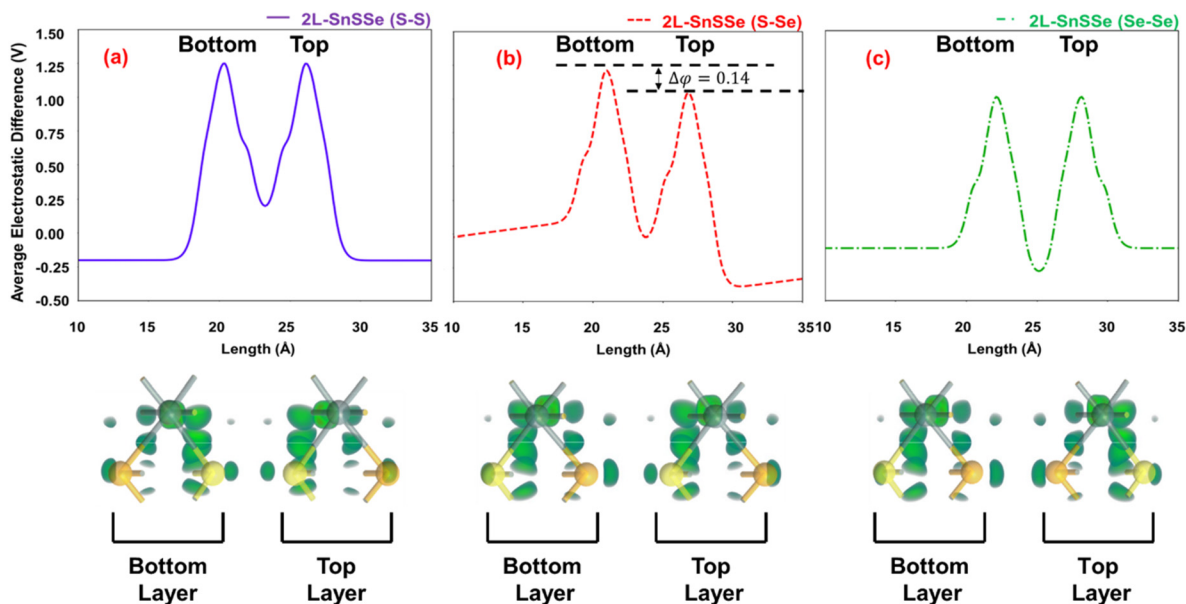 2L-SnSSe (S-S)
2L-SnSSe (S-Se)
2L-SnSSe (Se-Se)
Average Electrostatic Difference (V)
1.50
1.25
1.00
0.75
0.50
0.25
0.00
-0.25
-0.50
(a)
Bottom Top
(b)
Bottom Top
Δφ = 0.14
(c)
Bottom Top
10 15 20 25 30 35
10 15 20 25 30 35
10 15 20 25 30 35
Length (Å)
Length (Å)
Length (Å)
Bottom
Layer
Top
Layer
Bottom
Layer
Top
Layer
Bottom
Layer
Top
Layer